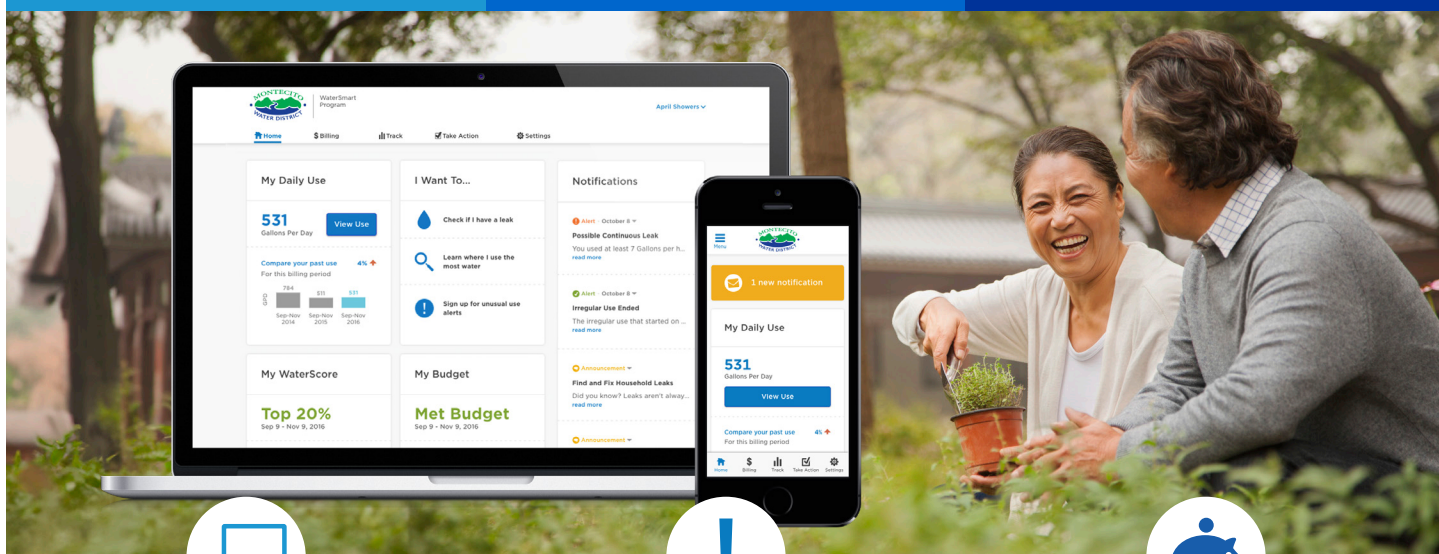 MONTECITO
WATER DISTRICT
WaterSmart
Program
April Showers
Home
$ Billing
Track
Take Action
Settings
My Daily Use
531
Gallons Per Day
View Use
Compare your past use
4%
For this billing period
GPD
784
511
531
Sep-Nov
2014
Sep-Nov
2015
Sep-Nov
2016
I Want To...
Check if I have a leak
Learn where I use the
most water
Sign up for unusual use
alerts
Notifications
Alert - October 8
Possible Continuous Leak
You used at least 7 Gallons per h...
read more
Alert - October 8
Irregular Use Ended
The irregular use that started on ...
read more
Announcement
Find and Fix Household Leaks
Did you know? Leaks aren't alway...
read more
Announcement
My WaterScore
Top 20%
Sep 9 - Nov 9, 2016
My Budget
Met Budget
Sep 9 - Nov 9, 2016
Menu
MONTECITO
WATER DISTRICT
1 new notification
My Daily Use
531
Gallons Per Day
View Use
Compare your past use
4%
For this billing period
Home
$
Billing
Track
Take Action
Settings
!